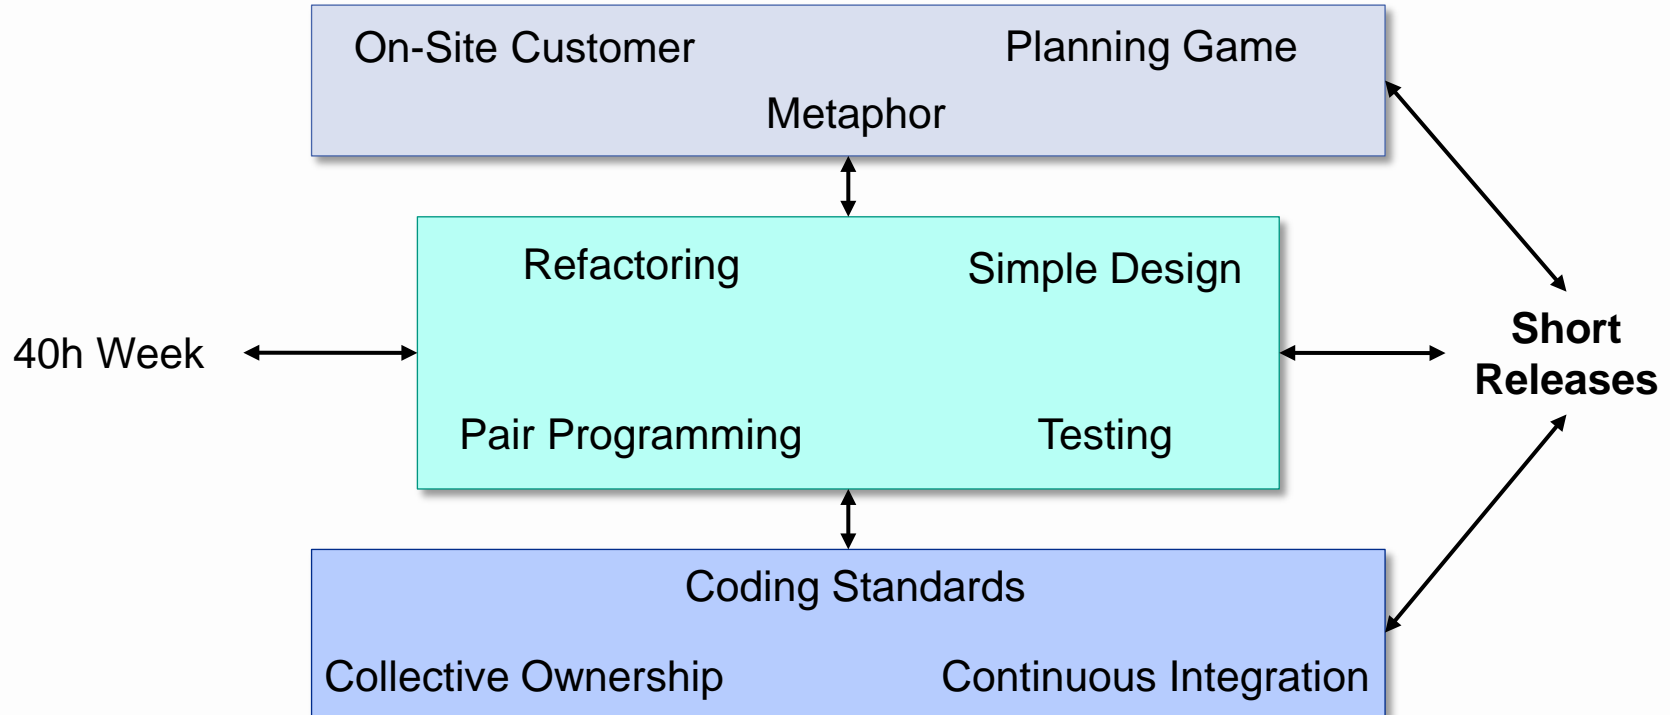 On-Site Customer
Planning Game
Metaphor
Refactoring
Simple Design
40h Week
Short
Releases
Pair Programming
Testing
Coding Standards
Collective Ownership
Continuous Integration